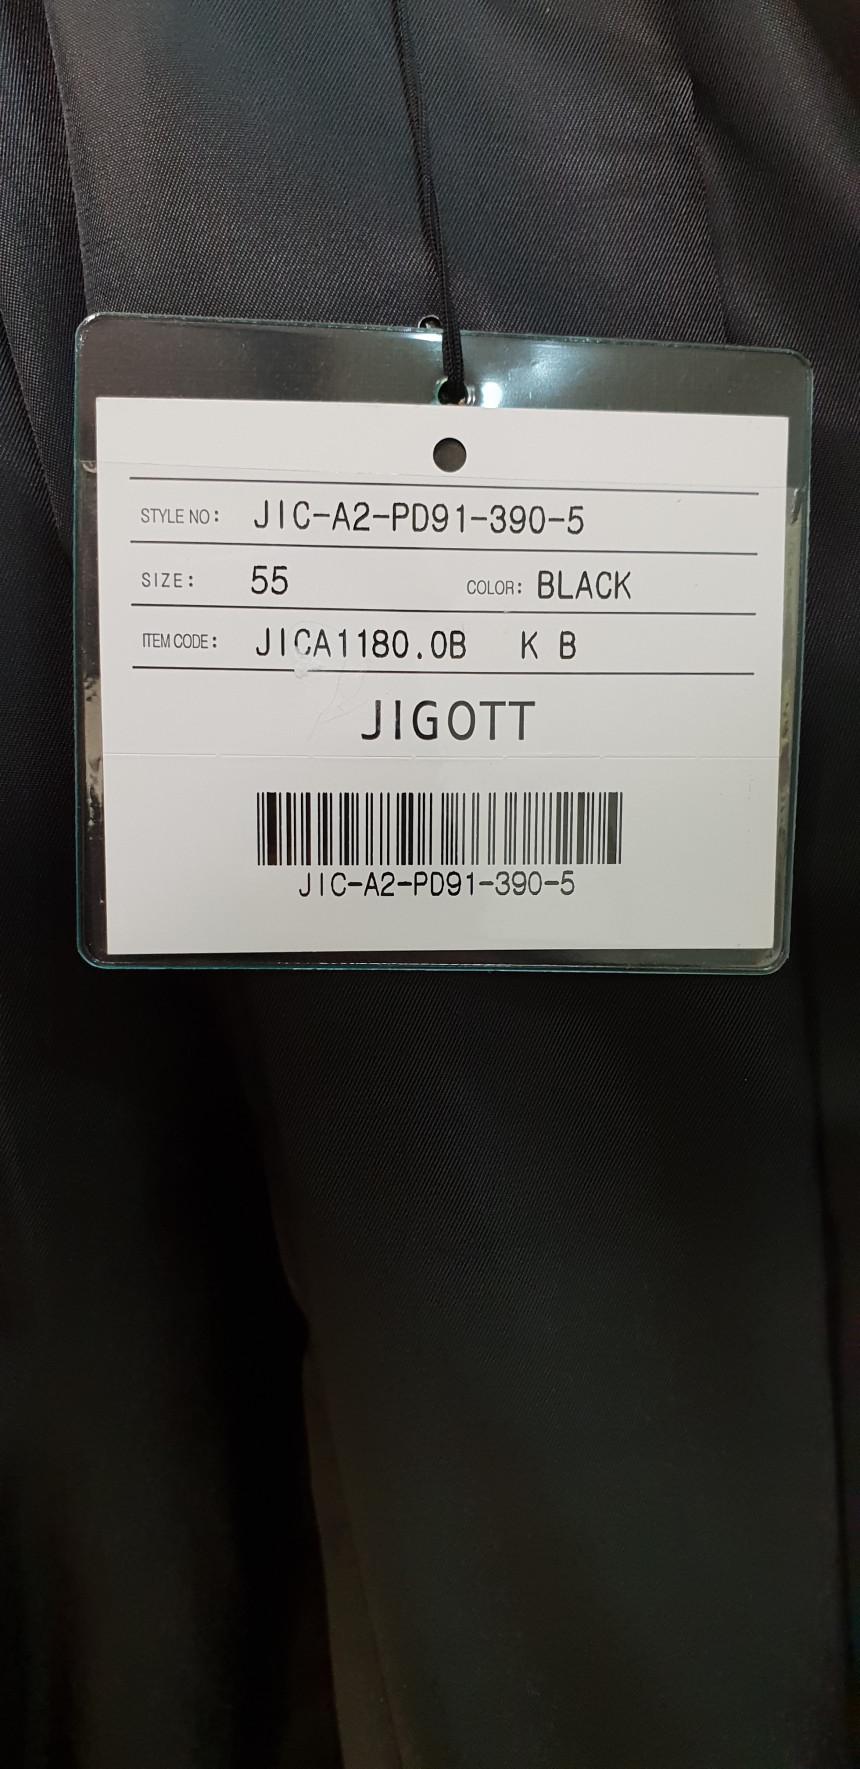 STYLE NO: JIC-A2-PD91-390-5
SIZE: 55 COLOR: BLACK
ITEM CODE: JICA1180.0B K B
JIGOTT
JIC-A2-PD91-390-5